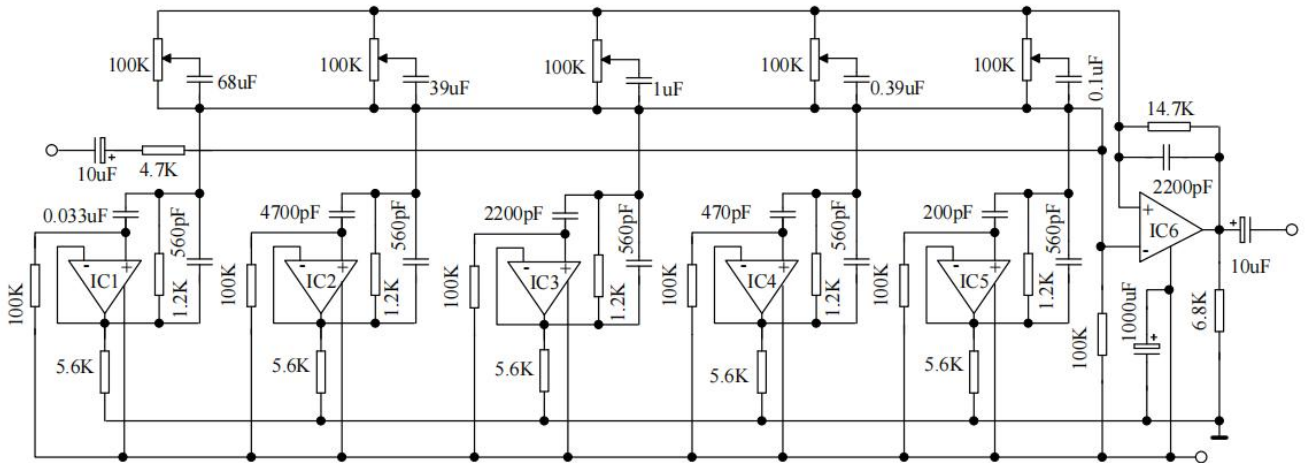 100K
68uF
100K
39uF
100K
1uF
100K
0.39uF
100K
0.1uF
14.7K
2200pF
10uF
+
4.7K
0.033uF
560pF
4700pF
560pF
2200pF
560pF
470pF
560pF
200pF
560pF
100K
-
+
IC1
1.2K
100K
-
+
IC2
1.2K
100K
-
+
IC3
1.2K
100K
-
+
IC4
1.2K
100K
-
+
IC5
1.2K
+
IC6
-
+
10uF
5.6K
5.6K
5.6K
5.6K
5.6K
100K
1000uF
+
6.8K